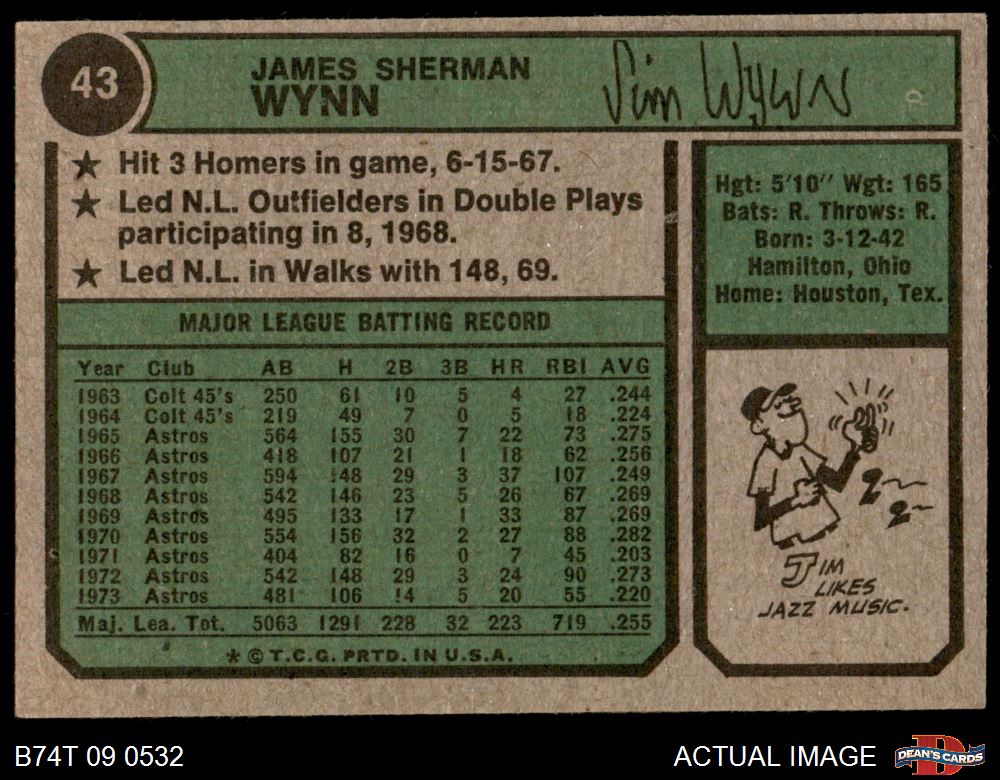 43
JAMES SHERMAN
WYNN
Jim Wynn
★ Hit 3 Homers in game, 6-15-67.
★ Led N.L. Outfielders in Double Plays
participating in 8, 1968.
★ Led N.L. in Walks with 148, 69.
Hgt: 5'10" Wgt: 165
Bats: R. Throws: R.
Born: 3-12-42
Hamilton, Ohio
Home: Houston, Tex.
MAJOR LEAGUE BATTING RECORD
Year Club AB H 2B 3B HR RBI AVG
1963 Colt 45's 250 61 10 5 4 27 .244
1964 Colt 45's 219 49 7 0 5 18 .224
1965 Astros 564 155 30 7 22 73 .275
1966 Astros 418 107 21 1 18 62 .256
1967 Astros 594 148 29 3 37 107 .249
1968 Astros 542 146 23 5 26 67 .269
1969 Astros 495 133 17 1 33 87 .269
1970 Astros 554 156 32 2 27 88 .282
1971 Astros 404 82 16 0 7 45 .203
1972 Astros 542 148 29 3 24 90 .273
1973 Astros 481 106 14 5 20 55 .220
Maj. Lea. Tot. 5063 1291 228 32 223 719 .255
* © T.C.G. PRTD. IN U.S.A.
JIM
LIKES
JAZZ MUSIC.
B74T 09 0532
ACTUAL IMAGE
D
DEAN'S CARDS